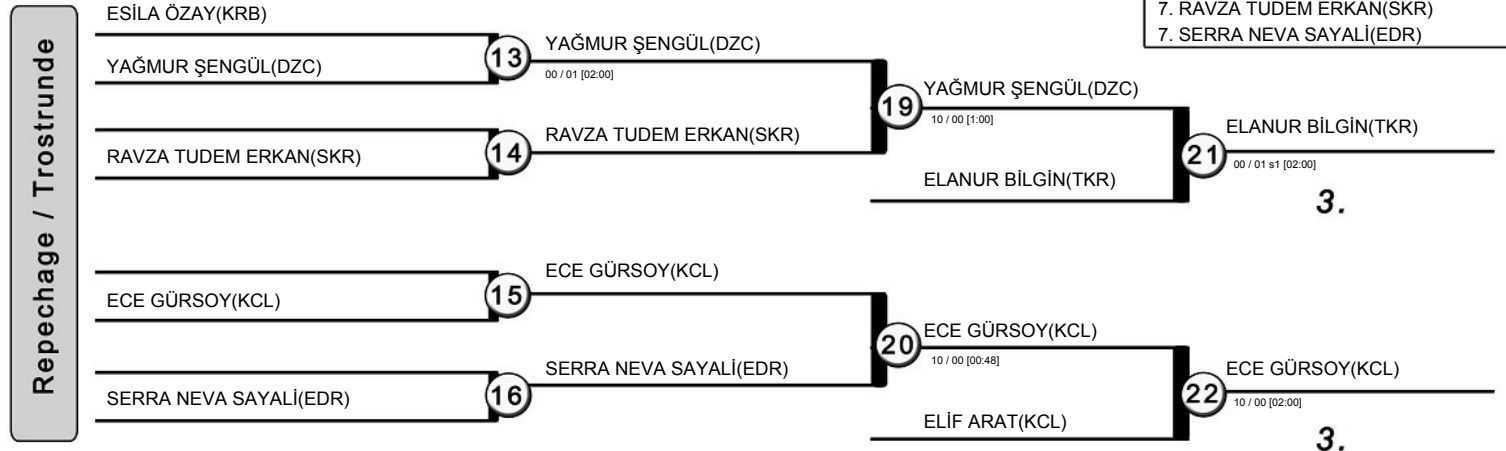 Repechage / Trostrunde
7. RAVZA TUDEM ERKAN(SKR)
7. SERRA NEVA SAYALİ(EDR)
ESİLA ÖZAY(KRB)
YAĞMUR ŞENGÜL(DZC)
13
YAĞMUR ŞENGÜL(DZC)
00 / 01 [02:00]
RAVZA TUDEM ERKAN(SKR)
14
RAVZA TUDEM ERKAN(SKR)
19
YAĞMUR ŞENGÜL(DZC)
10 / 00 [1:00]
ELANUR BİLGİN(TKR)
21
ELANUR BİLGİN(TKR)
00 / 01 s1 [02:00]
3.
ECE GÜRSOY(KCL)
15
ECE GÜRSOY(KCL)
SERRA NEVA SAYALİ(EDR)
16
SERRA NEVA SAYALİ(EDR)
20
ECE GÜRSOY(KCL)
10 / 00 [00:48]
ELİF ARAT(KCL)
22
ECE GÜRSOY(KCL)
10 / 00 [02:00]
3.